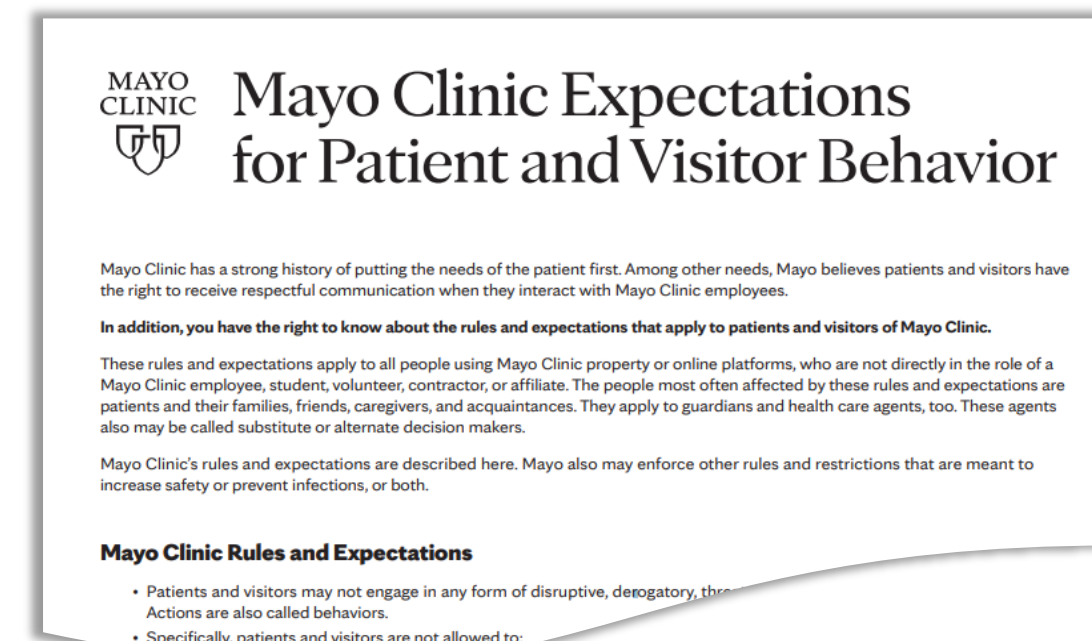 MAYO
CLINIC
Mayo Clinic Expectations
for Patient and Visitor Behavior
Mayo Clinic has a strong history of putting the needs of the patient first. Among other needs, Mayo believes patients and visitors have
the right to receive respectful communication when they interact with Mayo Clinic employees.
In addition, you have the right to know about the rules and expectations that apply to patients and visitors of Mayo Clinic.
These rules and expectations apply to all people using Mayo Clinic property or online platforms, who are not directly in the role of a
Mayo Clinic employee, student, volunteer, contractor, or affiliate. The people most often affected by these rules and expectations are
patients and their families, friends, caregivers, and acquaintances. They apply to guardians and health care agents, too. These agents
also may be called substitute or alternate decision makers.
Mayo Clinic's rules and expectations are described here. Mayo also may enforce other rules and restrictions that are meant to
increase safety or prevent infections, or both.
Mayo Clinic Rules and Expectations
• Patients and visitors may not engage in any form of disruptive, derogatory,
Actions are also called behaviors.
• Specifically, patients and visitors are not allowed to: